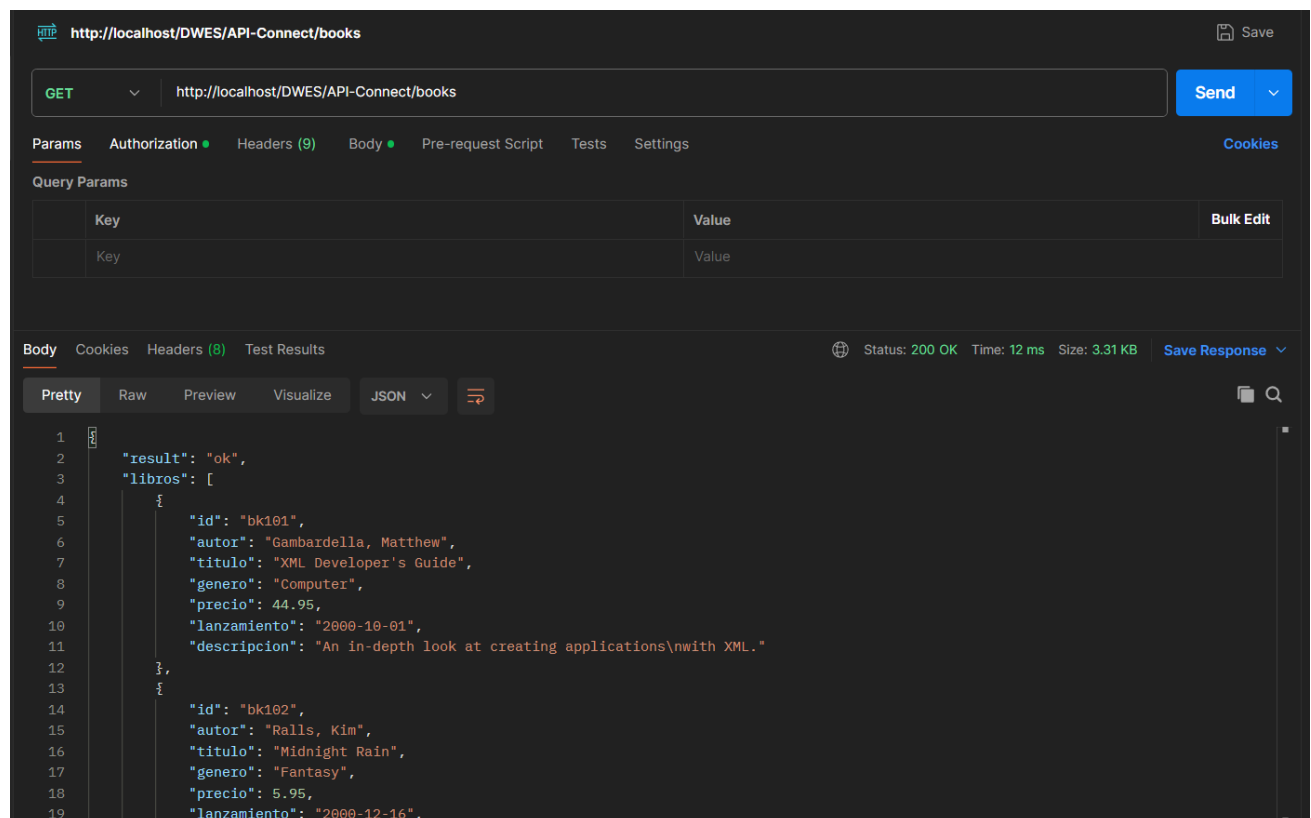 HTTP http://localhost/DWES/API-Connect/books Save
GET http://localhost/DWES/API-Connect/books Send
Params Authorization Headers (9) Body Pre-request Script Tests Settings Cookies
Query Params
Key Value Bulk Edit
Key Value
Body Cookies Headers (8) Test Results Status: 200 OK Time: 12 ms Size: 3.31 KB Save Response
Pretty Raw Preview Visualize JSON
1 {
2 "result": "ok",
3 "libros": [
4 {
5 "id": "bk101",
6 "autor": "Gambardella, Matthew",
7 "titulo": "XML Developer's Guide",
8 "genero": "Computer",
9 "precio": 44.95,
10 "lanzamiento": "2000-10-01",
11 "descripcion": "An in-depth look at creating applications\nwith XML."
12 },
13 {
14 "id": "bk102",
15 "autor": "Ralls, Kim",
16 "titulo": "Midnight Rain",
17 "genero": "Fantasy",
18 "precio": 5.95,
19 "lanzamiento": "2000-12-16",